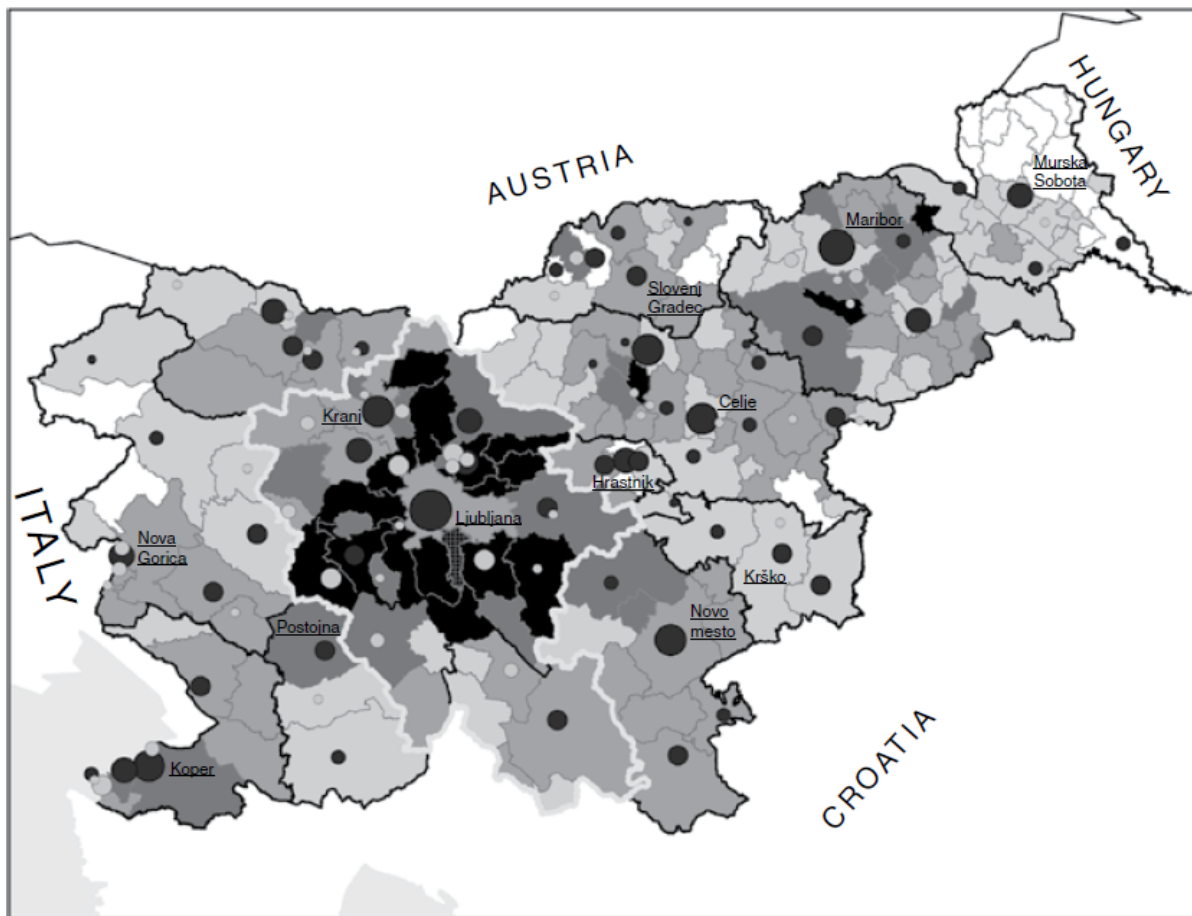 HUNGARY
AUSTRIA
Murska
Sobota
Maribor
Slovenj
Gradec
Kranj
Celje
Hrastnik
ITALY
Ljubljana
Nova
Gorica
Krško
Postojna
Novo
mesto
Koper
CROATIA